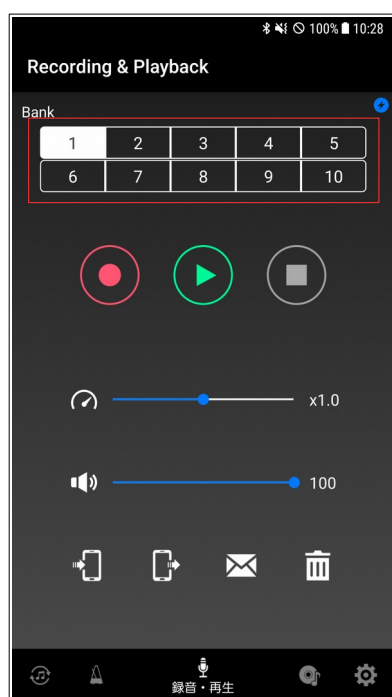 100% 10:28
Recording & Playback
Bank
1 2 3 4 5
6 7 8 9 10
x1.0
100
録音・再生